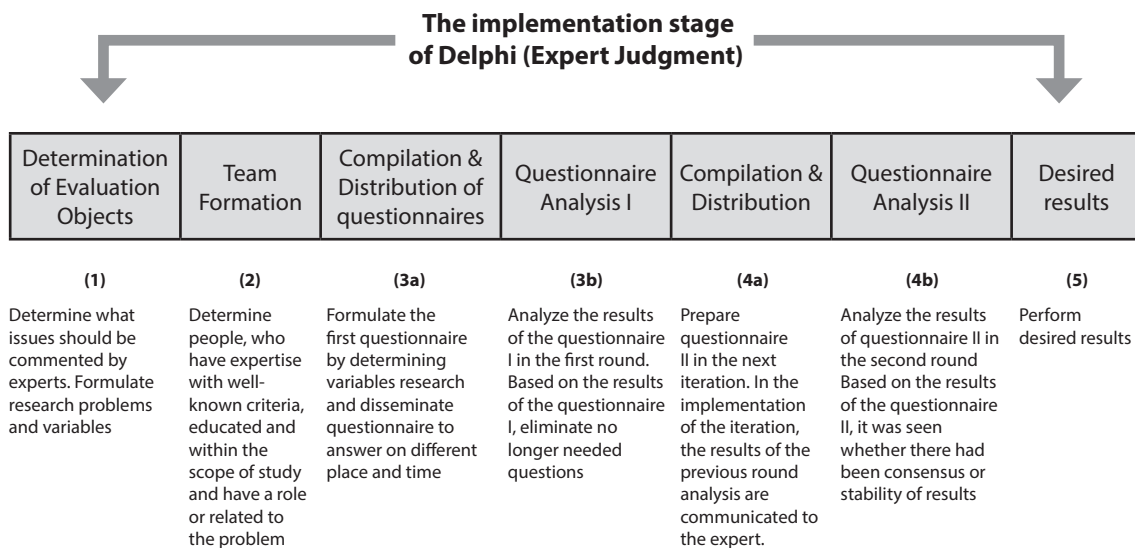 The implementation stage
of Delphi (Expert Judgment)
Determination
of Evaluation
Objects
Team
Formation
Compilation &
Distribution of
questionnaires
Questionnaire
Analysis I
Compilation &
Distribution
Questionnaire
Analysis II
Desired
results
(1)
Determine what
issues should be
commented by
experts. Formulate
research problems
and variables
(2)
Determine
people, who
have expertise
with well-
known criteria,
educated and
within the
scope of study
and have a role
or related to
the problem
(3a)
Formulate the
first questionnaire
by determining
variables research
and disseminate
questionnaire to
answer on different
place and time
(3b)
Analyze the results
of the questionnaire
I in the first round.
Based on the results
of the questionnaire
I, eliminate no
longer needed
questions
(4a)
Prepare
questionnaire
II in the next
iteration. In the
implementation
of the iteration,
the results of the
previous round
analysis are
communicated to
the expert.
(4b)
Analyze the results
of questionnaire II in
the second round
Based on the results
of the questionnaire
II, it was seen
whether there had
been consensus or
stability of results
(5)
Perform
desired results